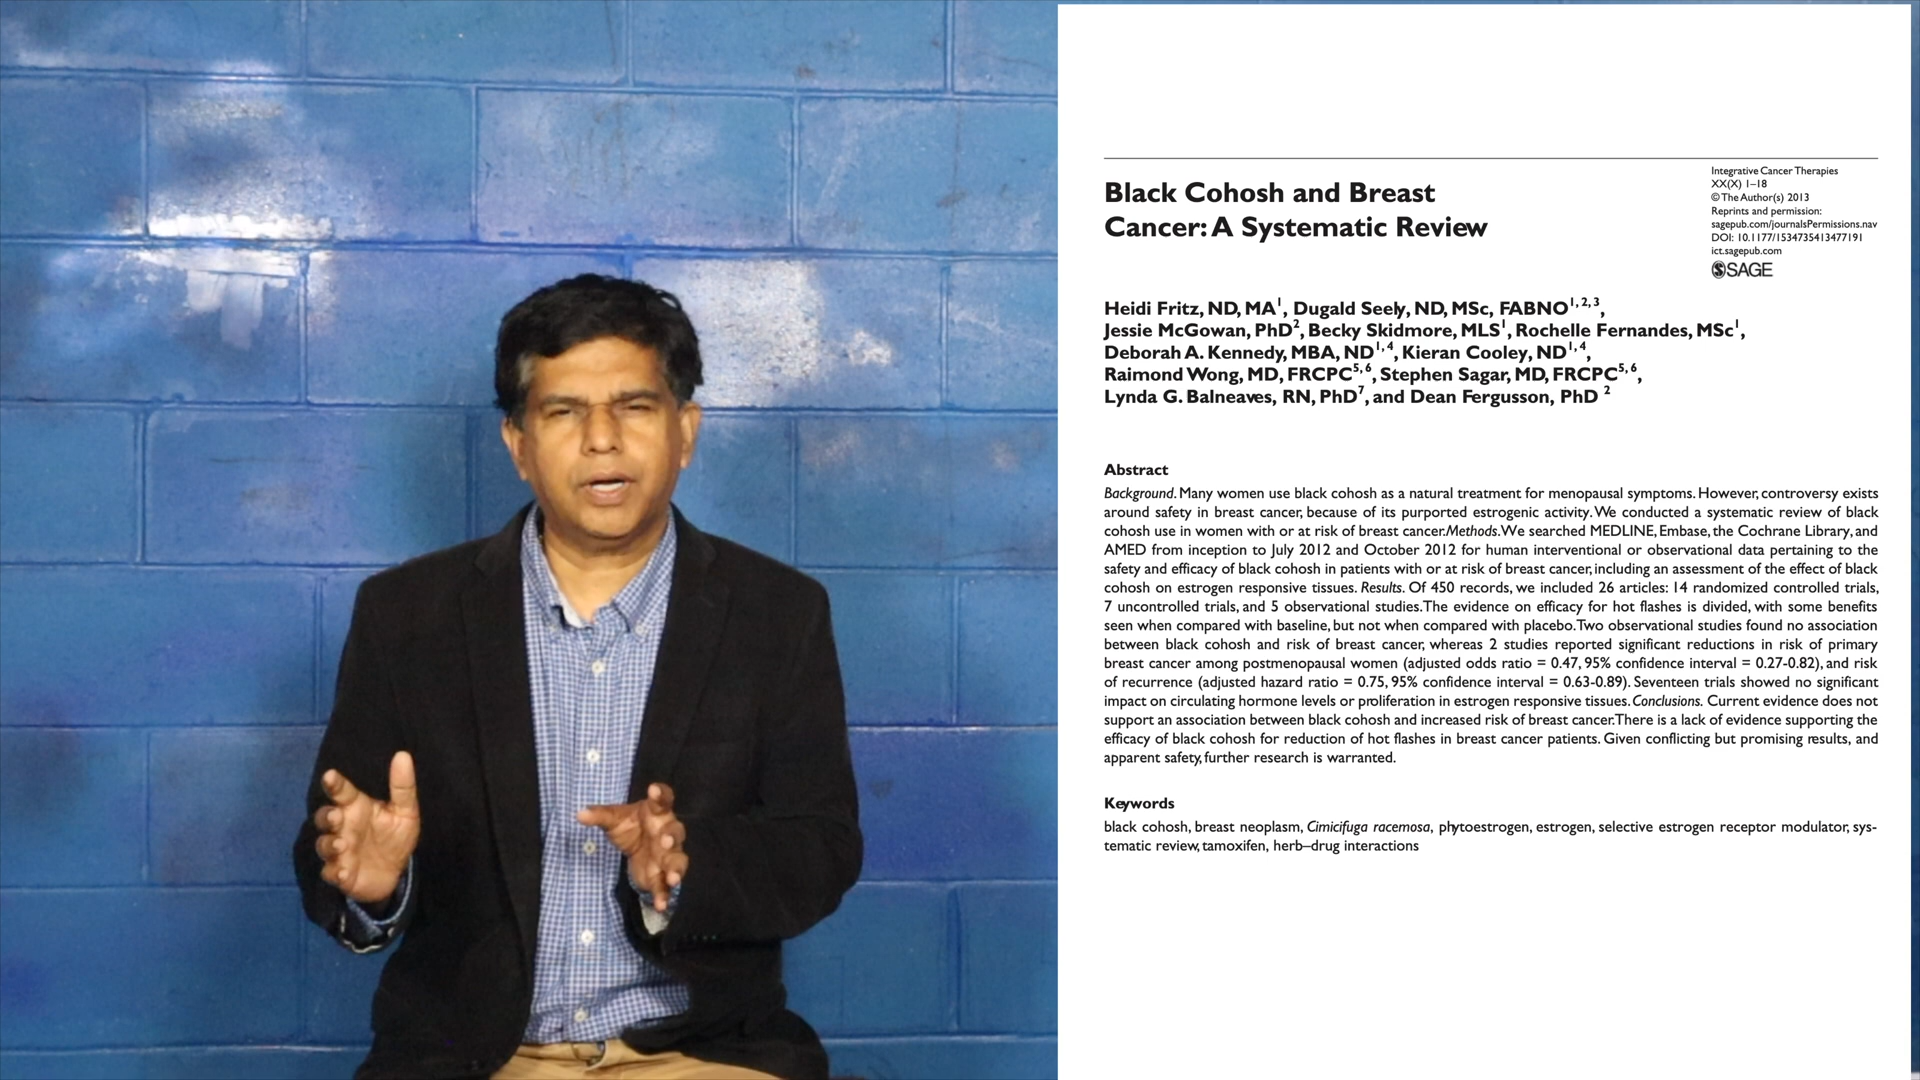 Black Cohosh and Breast
Cancer: A Systematic Review
Integrative Cancer Therapies
XX(X) 1–18
© The Author(s) 2013
Reprints and permission:
sagepub.com/journalsPermissions.nav
DOI: 10.1177/1534735413477191
ict.sagepub.com
SAGE
Heidi Fritz, ND, MA1, Dugald Seely, ND, MSc, FABNO1, 2, 3,
Jessie McGowan, PhD2, Becky Skidmore, MLS1, Rochelle Fernandes, MSc1,
Deborah A. Kennedy, MBA, ND1, 4, Kieran Cooley, ND1, 4,
Raimond Wong, MD, FRCPC5, 6, Stephen Sagar, MD, FRCPC5, 6,
Lynda G. Balneaves, RN, PhD7, and Dean Fergusson, PhD 2
Abstract
Background. Many women use black cohosh as a natural treatment for menopausal symptoms. However, controversy exists
around safety in breast cancer, because of its purported estrogenic activity. We conducted a systematic review of black
cohosh use in women with or at risk of breast cancer. Methods. We searched MEDLINE, Embase, the Cochrane Library, and
AMED from inception to July 2012 and October 2012 for human interventional or observational data pertaining to the
safety and efficacy of black cohosh in patients with or at risk of breast cancer, including an assessment of the effect of black
cohosh on estrogen responsive tissues. Results. Of 450 records, we included 26 articles: 14 randomized controlled trials,
7 uncontrolled trials, and 5 observational studies. The evidence on efficacy for hot flashes is divided, with some benefits
seen when compared with baseline, but not when compared with placebo. Two observational studies found no association
between black cohosh and risk of breast cancer, whereas 2 studies reported significant reductions in risk of primary
breast cancer among postmenopausal women (adjusted odds ratio = 0.47, 95% confidence interval = 0.27-0.82), and risk
of recurrence (adjusted hazard ratio = 0.75, 95% confidence interval = 0.63-0.89). Seventeen trials showed no significant
impact on circulating hormone levels or proliferation in estrogen responsive tissues. Conclusions. Current evidence does not
support an association between black cohosh and increased risk of breast cancer. There is a lack of evidence supporting the
efficacy of black cohosh for reduction of hot flashes in breast cancer patients. Given conflicting but promising results, and
apparent safety, further research is warranted.
Keywords
black cohosh, breast neoplasm, Cimicifuga racemosa, phytoestrogen, estrogen, selective estrogen receptor modulator, sys-
tematic review, tamoxifen, herb–drug interactions